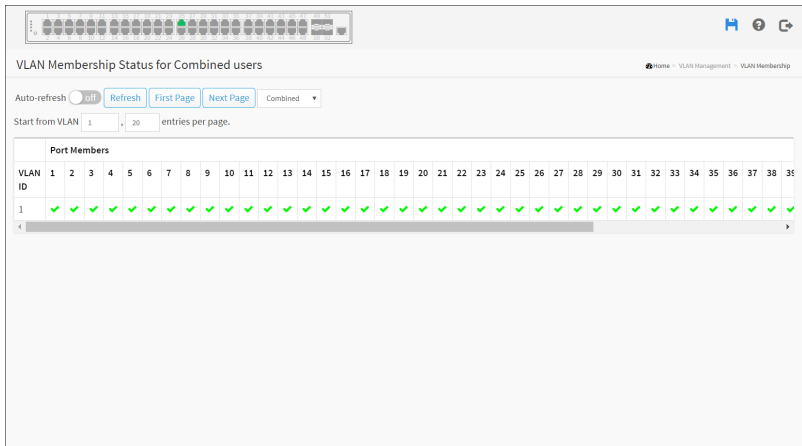 VLAN Membership Status for Combined users
Home > VLAN Management > VLAN Membership
Auto-refresh off Refresh First Page Next Page Combined
Start from VLAN 1 , 20 entries per page.
Port Members
VLAN ID 1 2 3 4 5 6 7 8 9 10 11 12 13 14 15 16 17 18 19 20 21 22 23 24 25 26 27 28 29 30 31 32 33 34 35 36 37 38 39
1